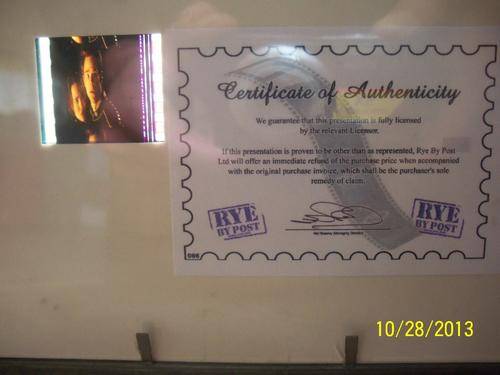 Certificate of Authenticity
We guarantee that this presentation is fully licensed
by the relevant Licensor.
If this presentation is proven to be other than as represented, Rye By Post
Ltd will offer an immediate refund of the purchase price when accompanied
with the original purchase invoice, which shall be the purchaser's sole
remedy of claim.
RYE
BY POST
RYE
BY POST
Managing Director
086
10/28/2013